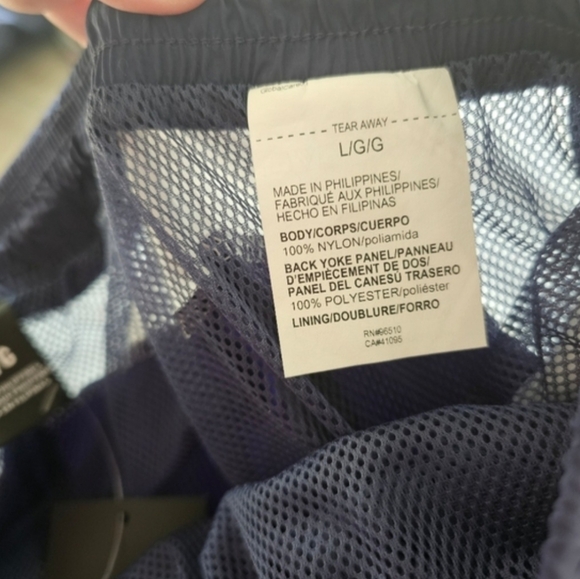 TEAR AWAY
L/G/G
MADE IN PHILIPPINES/
FABRIQUÉ AUX PHILIPPINES/
HECHO EN FILIPINAS
BODY/CORPS/CUERPO
100% NYLON/poliamida
BACK YOKE PANEL/PANNEAU
D'EMPIÈCEMENT DE DOS/
PANEL DEL CANESÚ TRASERO
100% POLYESTER/poliéster
LINING/DOUBLURE/FORRO
RN#96510
CA#41095